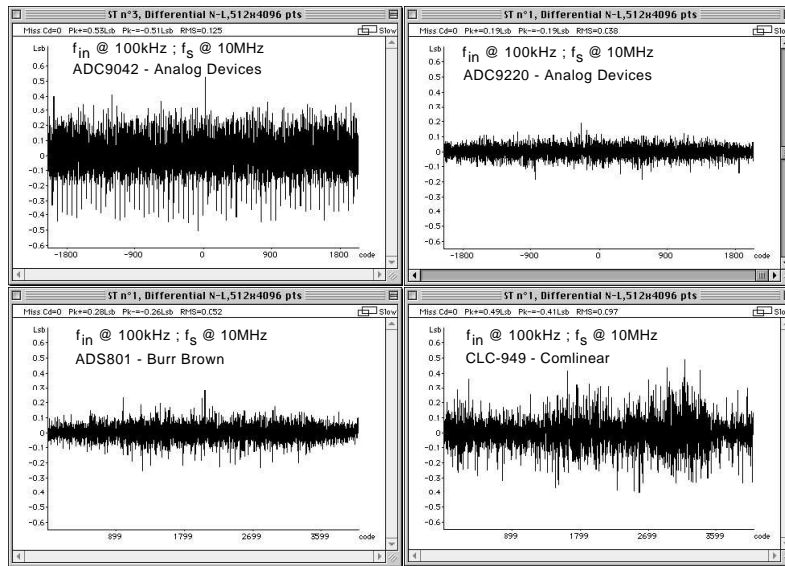 ST n°3, Differential N-L,512x4096 pts
Miss Cd=0 Pk+=0.53Lsb Pk-=-0.51Lsb RMS=0.125 Slow
Lsb
f_in @ 100kHz ; f_s @ 10MHz
ADC9042 - Analog Devices
0.6
0.5
0.4
0.3
0.2
0.1
0
-0.1
-0.2
-0.3
-0.4
-0.5
-0.6
-1800 -900 0 900 1800 code
ST n°1, Differential N-L,512x4096 pts
Miss Cd=0 Pk+=0.19Lsb Pk-=-0.19Lsb RMS=0.038 Slow
Lsb
f_in @ 100kHz ; f_s @ 10MHz
ADC9220 - Analog Devices
0.6
0.5
0.4
0.3
0.2
0.1
0
-0.1
-0.2
-0.3
-0.4
-0.5
-0.6
-1800 -900 0 900 1800 code
ST n°1, Differential N-L,512x4096 pts
Miss Cd=0 Pk+=0.28Lsb Pk-=-0.26Lsb RMS=0.052 Slow
Lsb
f_in @ 100kHz ; f_s @ 10MHz
ADS801 - Burr Brown
0.6
0.5
0.4
0.3
0.2
0.1
0
-0.1
-0.2
-0.3
-0.4
-0.5
-0.6
899 1799 2699 3599 code
ST n°1, Differential N-L,512x4096 pts
Miss Cd=0 Pk+=0.49Lsb Pk-=-0.41Lsb RMS=0.097 Slow
Lsb
f_in @ 100kHz ; f_s @ 10MHz
CLC-949 - Comlinear
0.6
0.5
0.4
0.3
0.2
0.1
0
-0.1
-0.2
-0.3
-0.4
-0.5
-0.6
899 1799 2699 3599 code